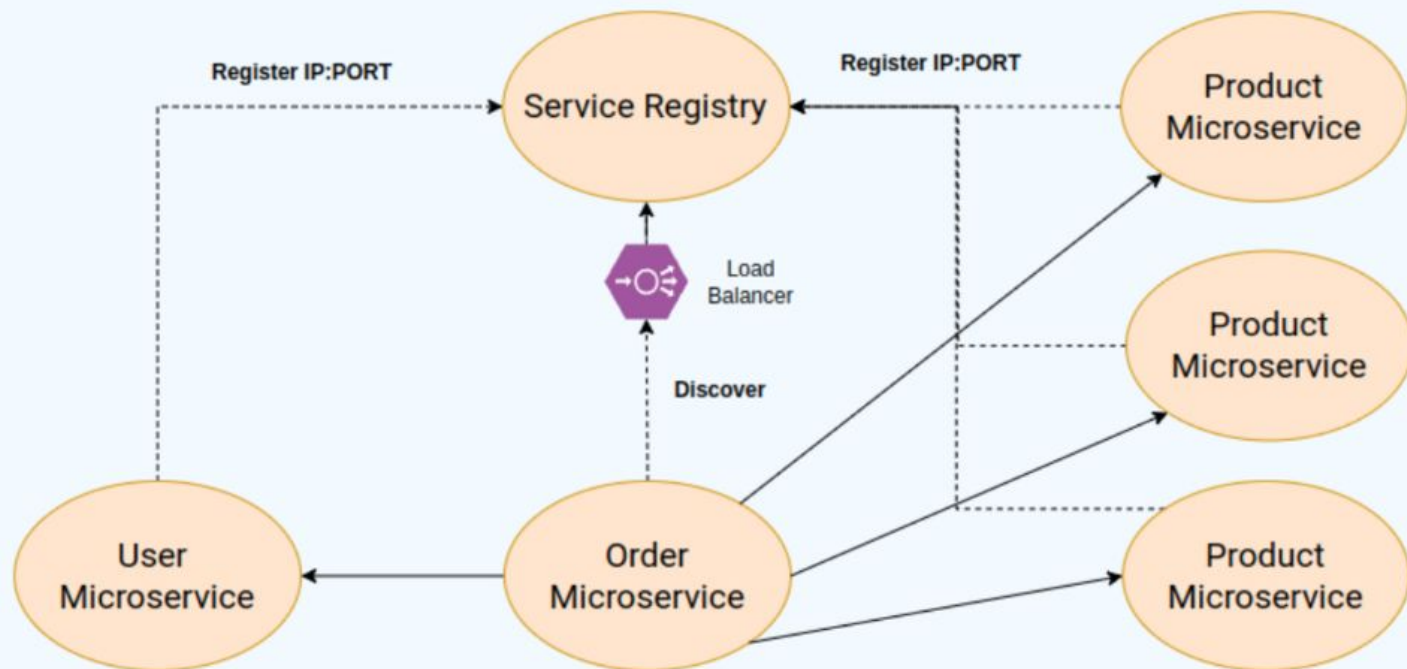 Register IP:PORT
Register IP:PORT
Service Registry
Product
Microservice
Load
Balancer
Product
Microservice
Discover
User
Microservice
Order
Microservice
Product
Microservice